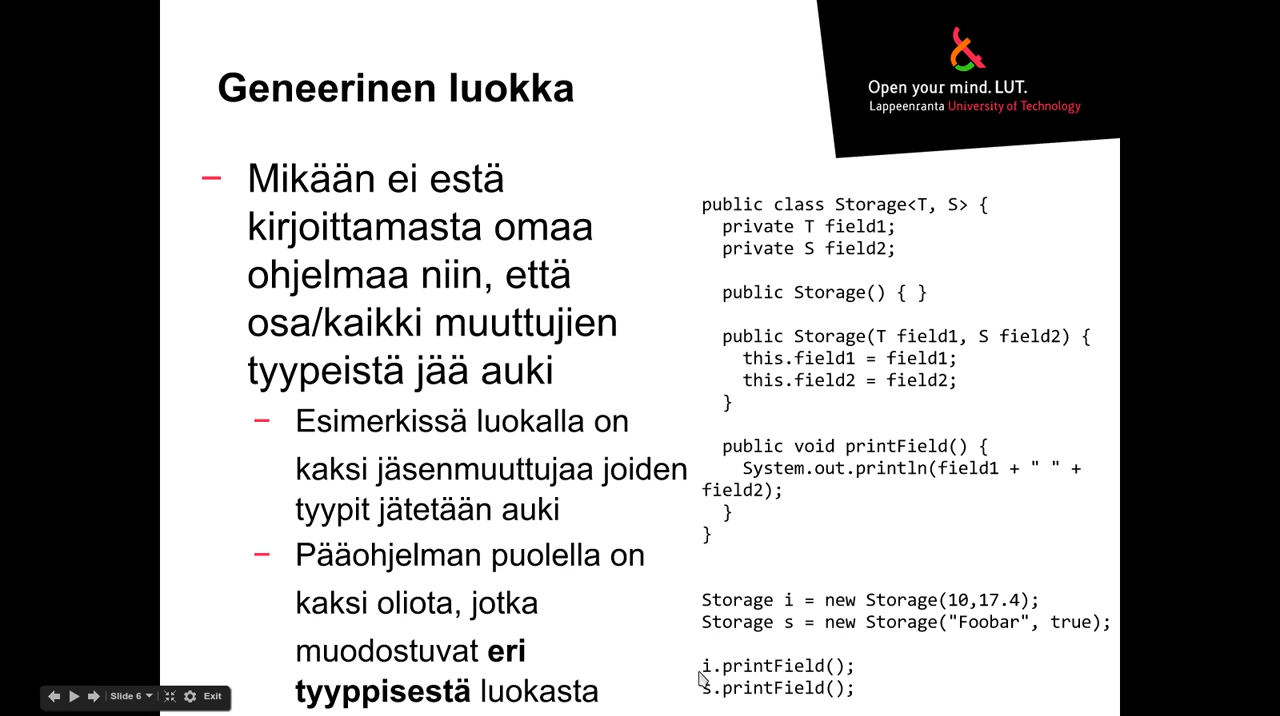 Geneerinen luokka
Open your mind. LUT.
Lappeenranta University of Technology
– Mikään ei estä
kirjoittamasta omaa
ohjelmaa niin, että
osa/kaikki muuttujien
tyypeistä jää auki
– Esimerkissä luokalla on
kaksi jäsenmuuttujaa joiden
tyypit jätetään auki
– Pääohjelman puolella on
kaksi oliota, jotka
muodostuvat eri
tyyppisestä luokasta
public class Storage<T, S> {
private T field1;
private S field2;
public Storage() { }
public Storage(T field1, S field2) {
this.field1 = field1;
this.field2 = field2;
}
public void printField() {
System.out.println(field1 + " " +
field2);
}
}
Storage i = new Storage(10,17.4);
Storage s = new Storage("Foobar", true);
i.printField();
s.printField();
Slide 6
Exit